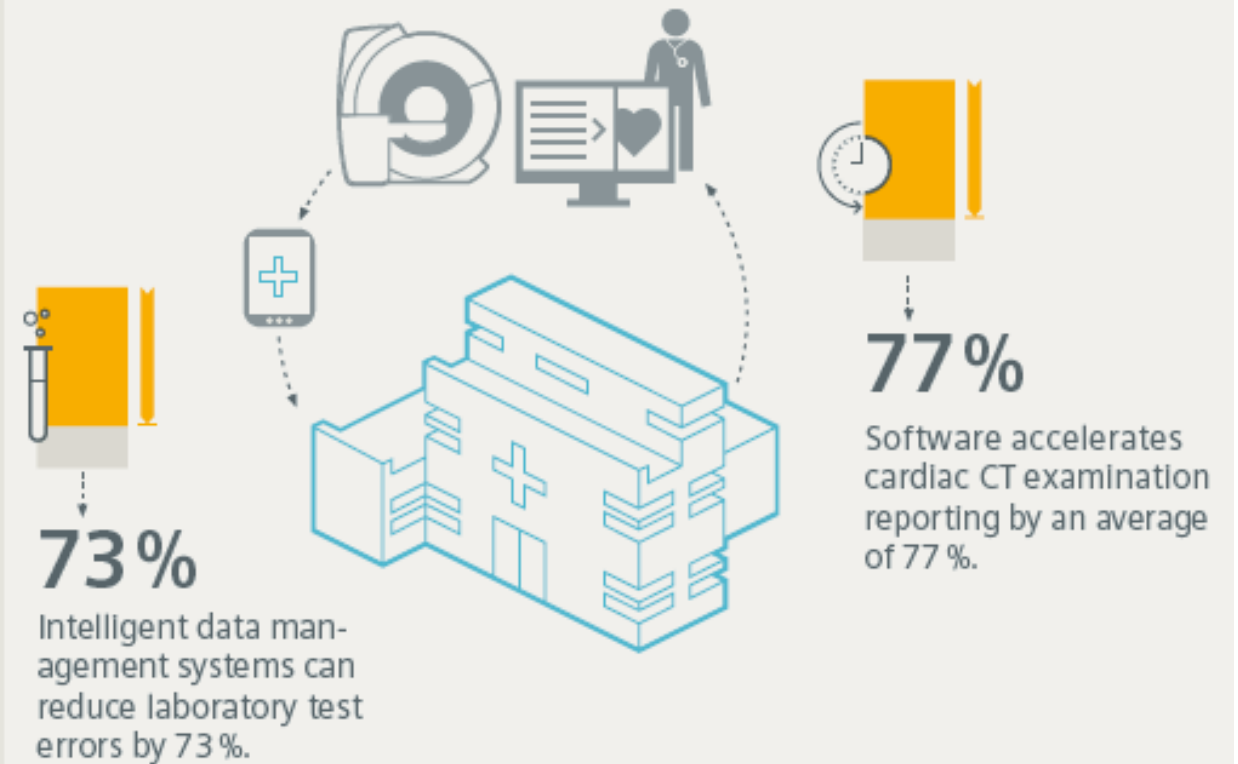 73 %
Intelligent data man-
agement systems can
reduce laboratory test
errors by 73 %.
77 %
Software accelerates
cardiac CT examination
reporting by an average
of 77 %.